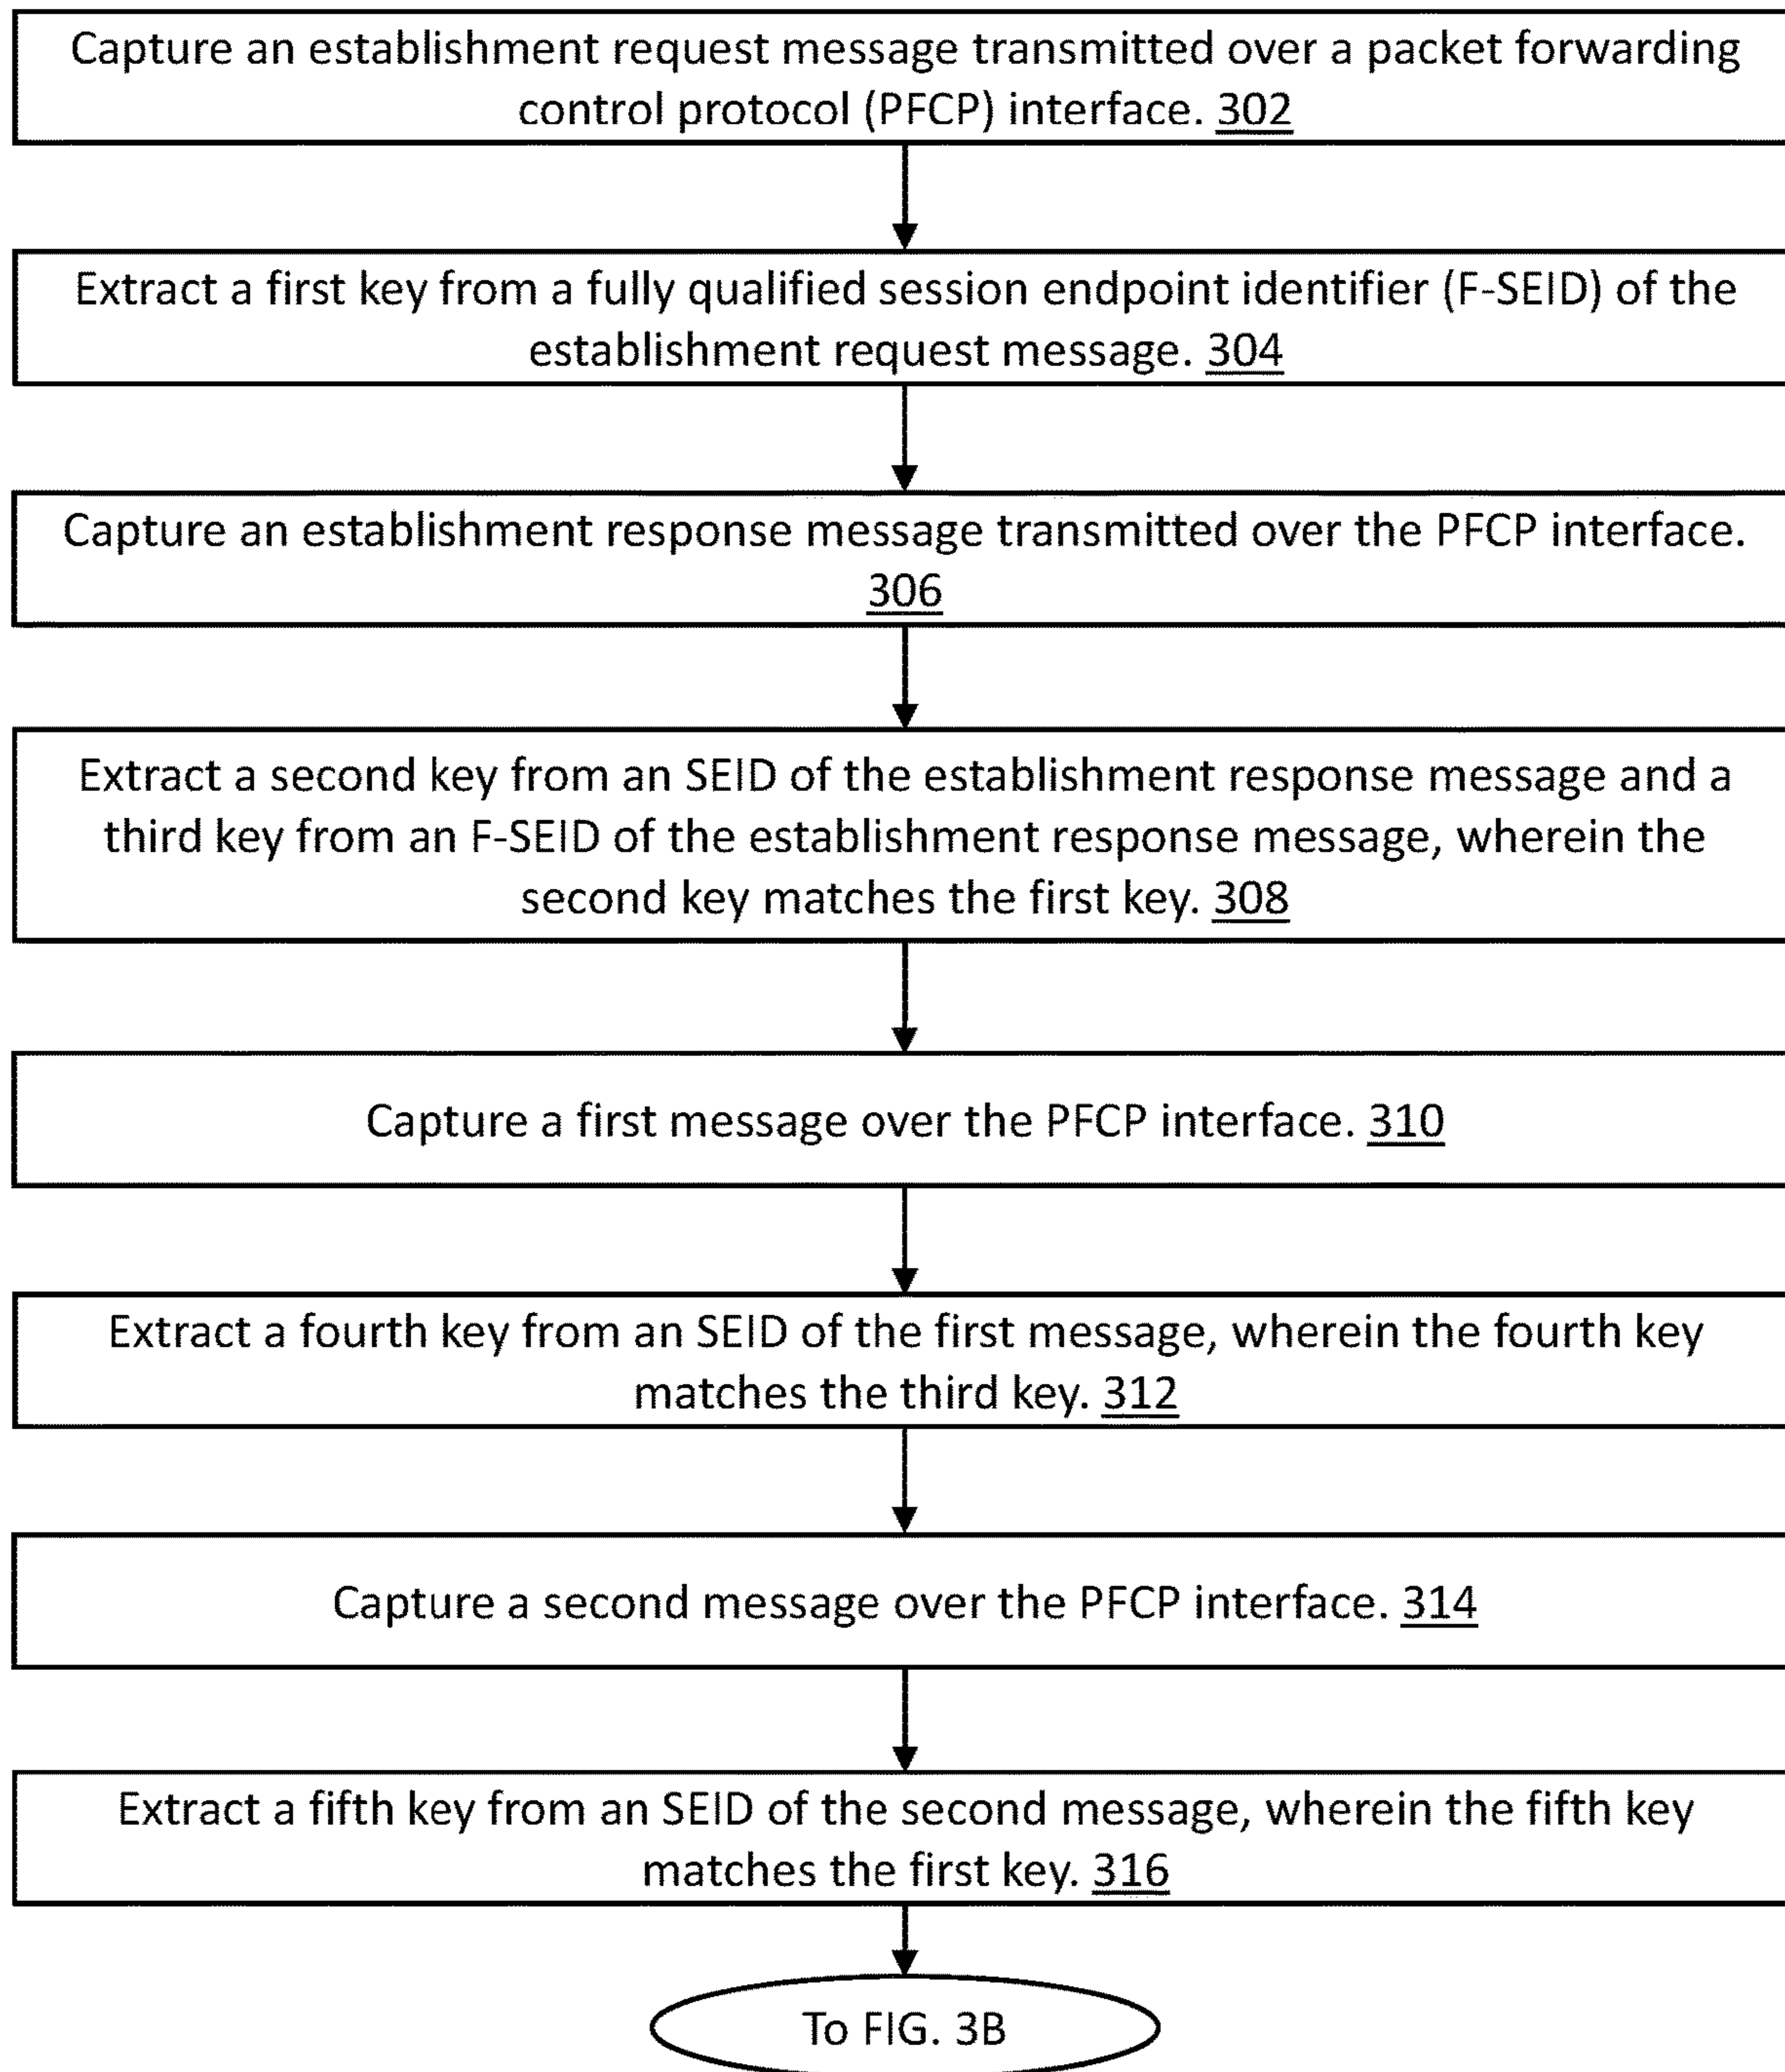 Capture an establishment request message transmitted over a packet forwarding
control protocol (PFCP) interface. 302
Extract a first key from a fully qualified session endpoint identifier (F-SEID) of the
establishment request message. 304
Capture an establishment response message transmitted over the PFCP interface.
306
Extract a second key from an SEID of the establishment response message and a
third key from an F-SEID of the establishment response message, wherein the
second key matches the first key. 308
Capture a first message over the PFCP interface. 310
Extract a fourth key from an SEID of the first message, wherein the fourth key
matches the third key. 312
Capture a second message over the PFCP interface. 314
Extract a fifth key from an SEID of the second message, wherein the fifth key
matches the first key. 316
To FIG. 3B